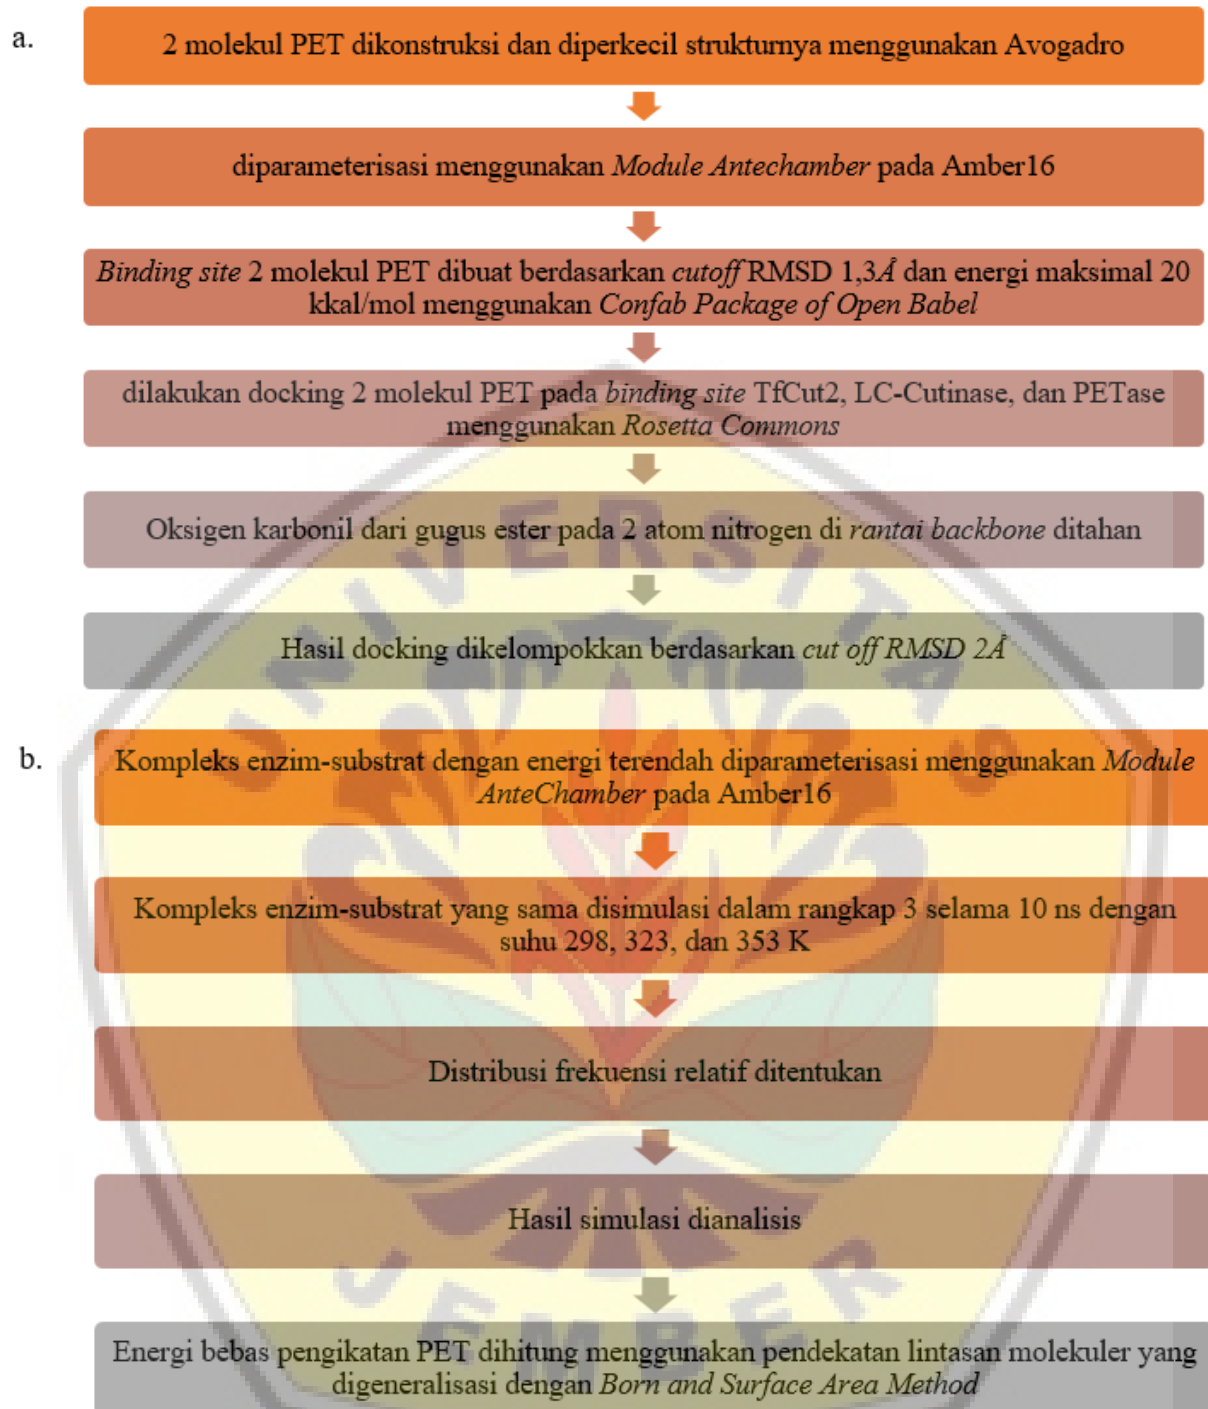 a.
2 molekul PET dikonstruksi dan diperkecil strukturnya menggunakan Avogadro
diparameterisasi menggunakan Module Antechamber pada Amber16
Binding site 2 molekul PET dibuat berdasarkan cutoff RMSD 1,3Å dan energi maksimal 20
kkal/mol menggunakan Confab Package of Open Babel
dilakukan docking 2 molekul PET pada binding site TfCut2, LC-Cutinase, dan PETase
menggunakan Rosetta Commons
Oksigen karbonil dari gugus ester pada 2 atom nitrogen di rantai backbone ditahan
Hasil docking dikelompokkan berdasarkan cut off RMSD 2Å
b.
Kompleks enzim-substrat dengan energi terendah diparameterisasi menggunakan Module
AnteChamber pada Amber16
Kompleks enzim-substrat yang sama disimulasi dalam rangkap 3 selama 10 ns dengan
suhu 298, 323, dan 353 K
Distribusi frekuensi relatif ditentukan
Hasil simulasi dianalisis
Energi bebas pengikatan PET dihitung menggunakan pendekatan lintasan molekuler yang
digeneralisasi dengan Born and Surface Area Method
UNIVERSITAS
JEMBER